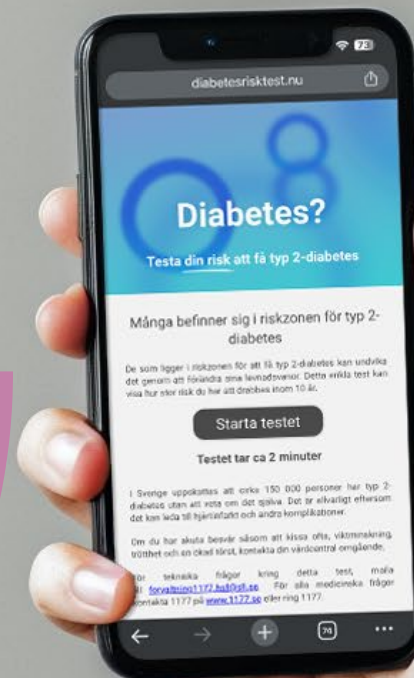 73
diabetesrisktest.nu
Diabetes?
Testa din risk att få typ 2-diabetes
Många befinner sig i riskzonen för typ 2-
diabetes
De som ligger i riskzonen för att få typ 2-diabetes kan undvika
det genom att förändra sina levnadsvanor. Detta enkla test kan
visa hur stor risk du har att drabbas inom 10 år.
Starta testet
Testet tar ca 2 minuter
I Sverige uppskattas att cirka 150 000 personer har typ 2-
diabetes utan att veta om det själva. Det är allvarligt eftersom
det kan leda till hjärtinfarkt och andra komplikationer.
Om du har akuta besvär såsom att kissa ofta, viktminskning,
trötthet och en ökad törst, kontakta din vårdcentral omgående.
För tekniska frågor kring detta test, maila
För alla medicinska frågor
kontakta 1177 på www.1177.se eller ring 1177.
74